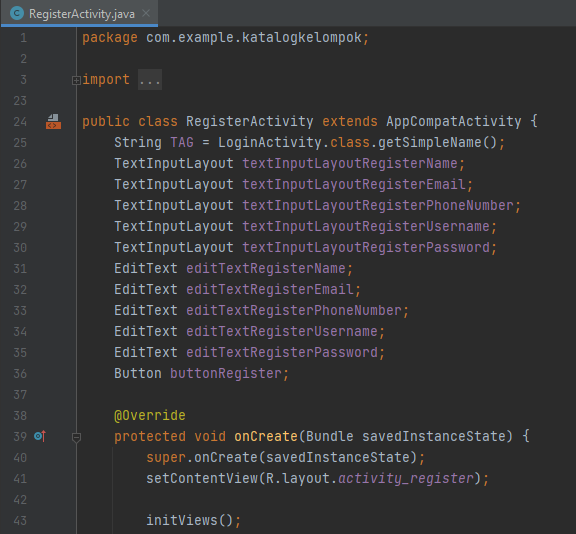 RegisterActivity.java
1 package com.example.katalogkelompok;
2
3 import ...
23
24 public class RegisterActivity extends AppCompatActivity {
25 String TAG = LoginActivity.class.getSimpleName();
26 TextInputLayout textInputLayoutRegisterName;
27 TextInputLayout textInputLayoutRegisterEmail;
28 TextInputLayout textInputLayoutRegisterPhoneNumber;
29 TextInputLayout textInputLayoutRegisterUsername;
30 TextInputLayout textInputLayoutRegisterPassword;
31 EditText editTextRegisterName;
32 EditText editTextRegisterEmail;
33 EditText editTextRegisterPhoneNumber;
34 EditText editTextRegisterUsername;
35 EditText editTextRegisterPassword;
36 Button buttonRegister;
37
38 @Override
39 protected void onCreate(Bundle savedInstanceState) {
40 super.onCreate(savedInstanceState);
41 setContentView(R.layout.activity_register);
42
43 initViews();